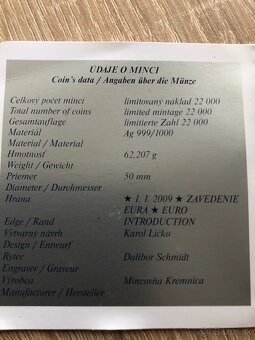 ÚDAJE O MINCI
Coin's data / Angaben über die Münze
Celkový počet mincí limitovaný náklad 22 000
Total number of coins limited mintage 22 000
Gesamtauflage limitierte Zahl 22 000
Materiál Ag 999/1000
Material / Material
Hmotnosť 62,207 g
Weight / Gewicht
Priemer 50 mm
Diameter / Durchmesser
Hrana ★ 1. 1. 2009 ★ ZAVEDENIE
EURA ★ EURO
Edge / Rand INTRODUCTION
Výtvarný návrh Karol Ličko
Design / Entwurf
Rytec Dalibor Schmidt
Engraver / Graveur
Výrobca Mincovňa Kremnica
Manufacturer / Hersteller